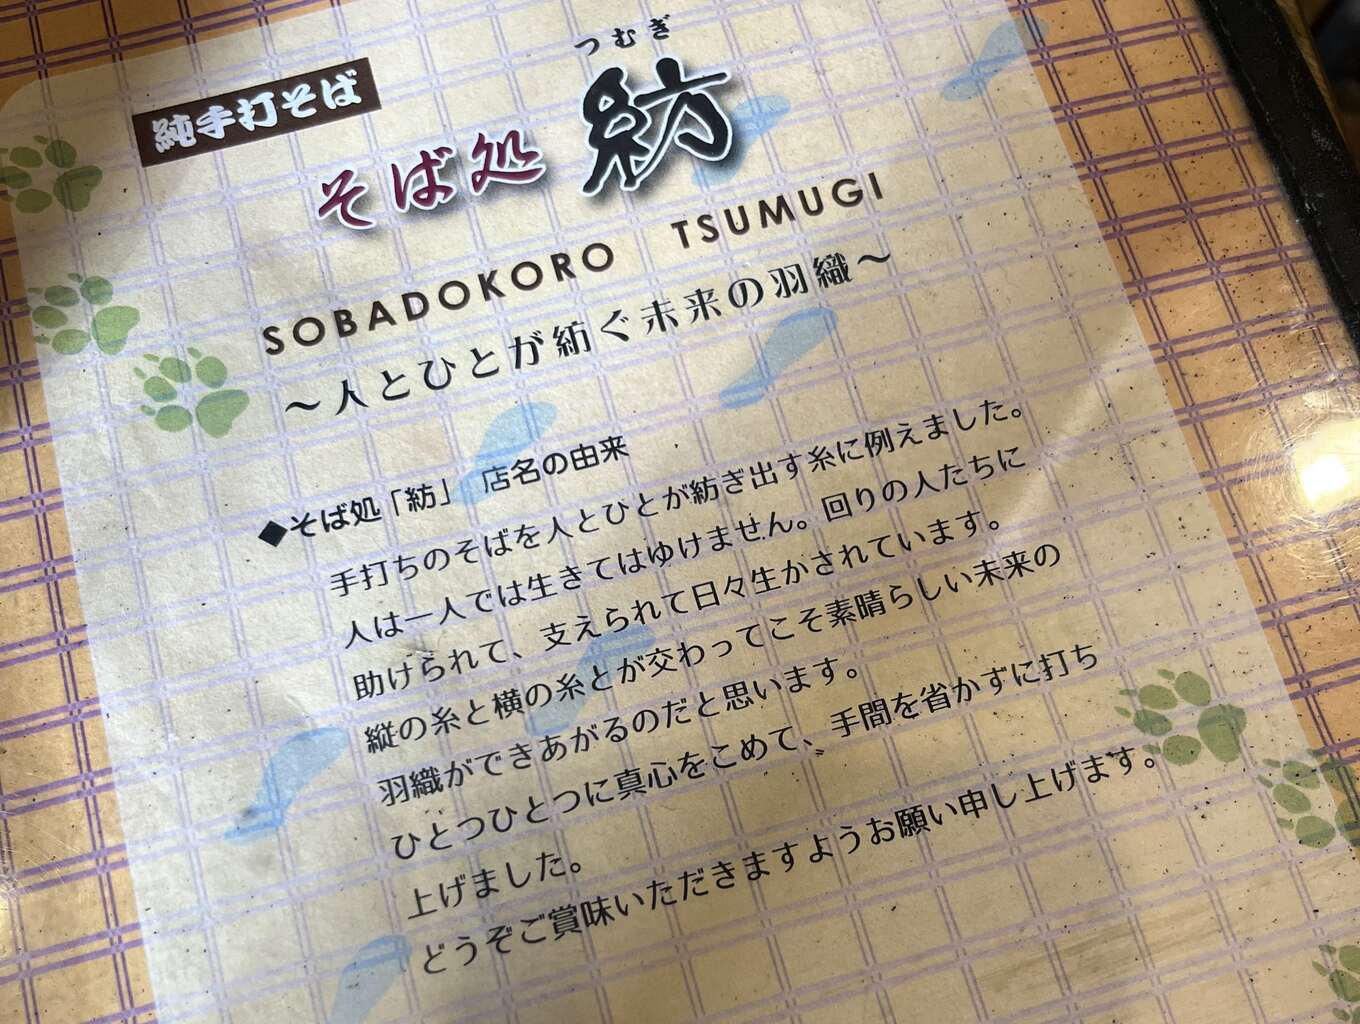 純手打そば
つむぎ
そば処 紡
SOBADOKORO TSUMUGI
～人とひとが紡ぐ未来の羽織～
◆そば処「紡」 店名の由来
手打ちのそばを人とひとが紡ぎ出す糸に例えました。
人は一人では生きてはゆけません。回りの人たちに
助けられて、支えられて日々生かされています。
縦の糸と横の糸とが交わってこそ素晴らしい未来の
羽織ができあがるのだと思います。
ひとつひとつに真心をこめて、手間を省かずに打ち
上げました。
どうぞご賞味いただきますようお願い申し上げます。